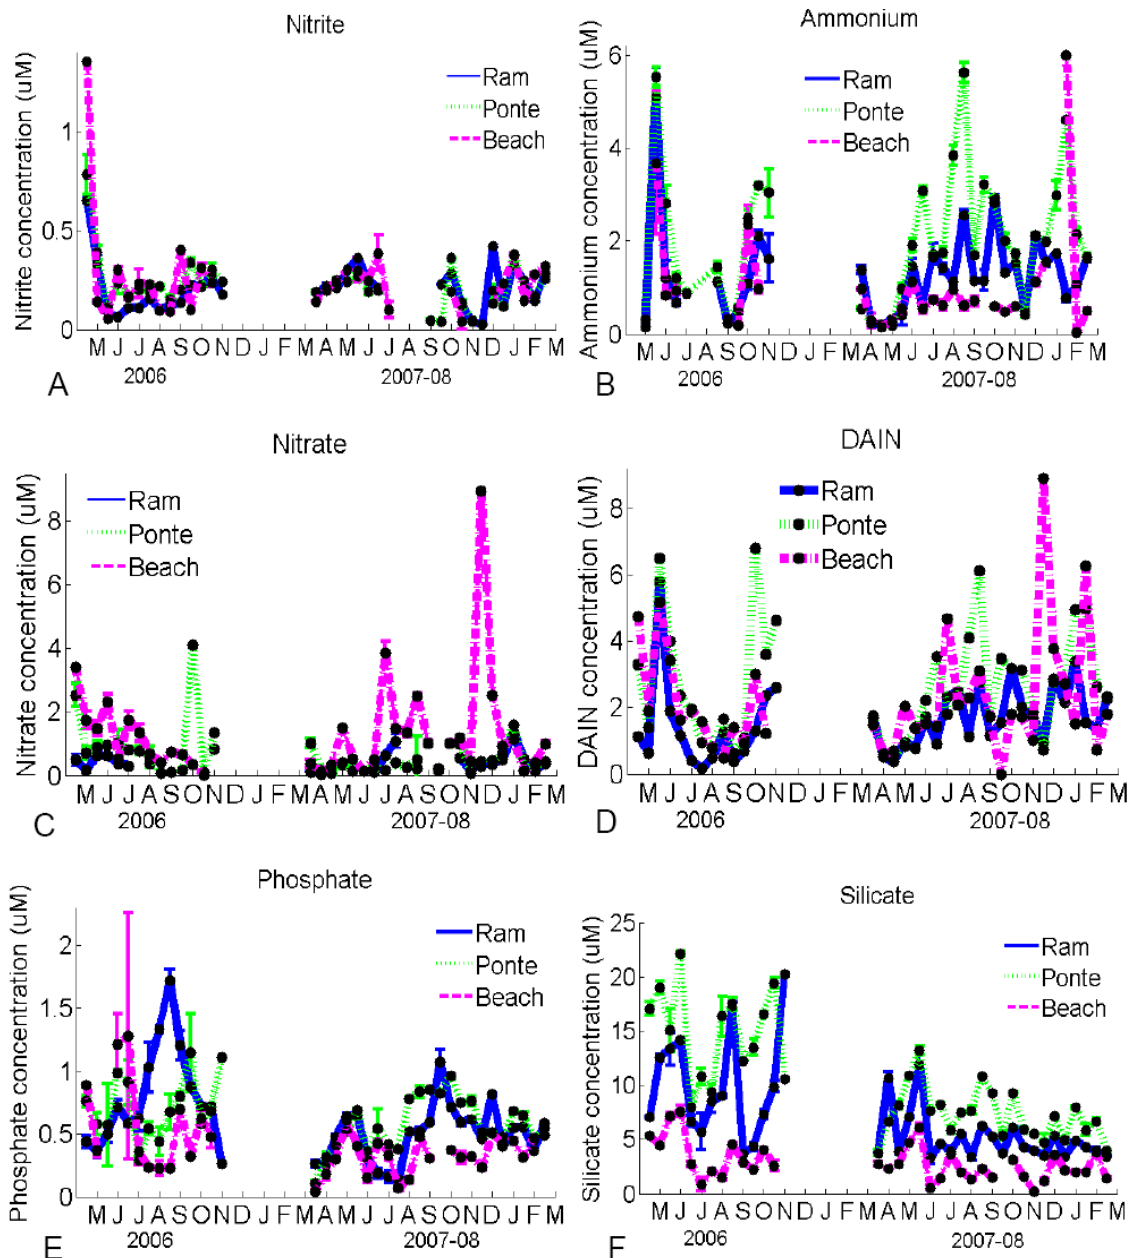 Nitrite
Nitrite concentration (uM)
1
0.5
0
Ram
Ponte
Beach
M J J A S O N D J F M A M J J A S O N D J F M
2006
2007-08
A
Ammonium
Ammonium concentration (uM)
6
4
2
0
Ram
Ponte
Beach
M J J A S O N D J F M A M J J A S O N D J F M
2006
2007-08
B
Nitrate
Nitrate concentration (uM)
8
6
4
2
0
Ram
Ponte
Beach
M J J A S O N D J F M A M J J A S O N D J F M
2006
2007-08
C
DAIN
DAIN concentration (uM)
8
6
4
2
0
Ram
Ponte
Beach
M J J A S O N D J F M A M J J A S O N D J F M
2006
2007-08
D
Phosphate
Phosphate concentration (uM)
2
1.5
1
0.5
0
Ram
Ponte
Beach
M J J A S O N D J F M A M J J A S O N D J F M
2006
2007-08
E
Silicate
Silicate concentration (uM)
25
20
15
10
5
0
Ram
Ponte
Beach
M J J A S O N D J F M A M J J A S O N D J F M
2006
2007-08
F